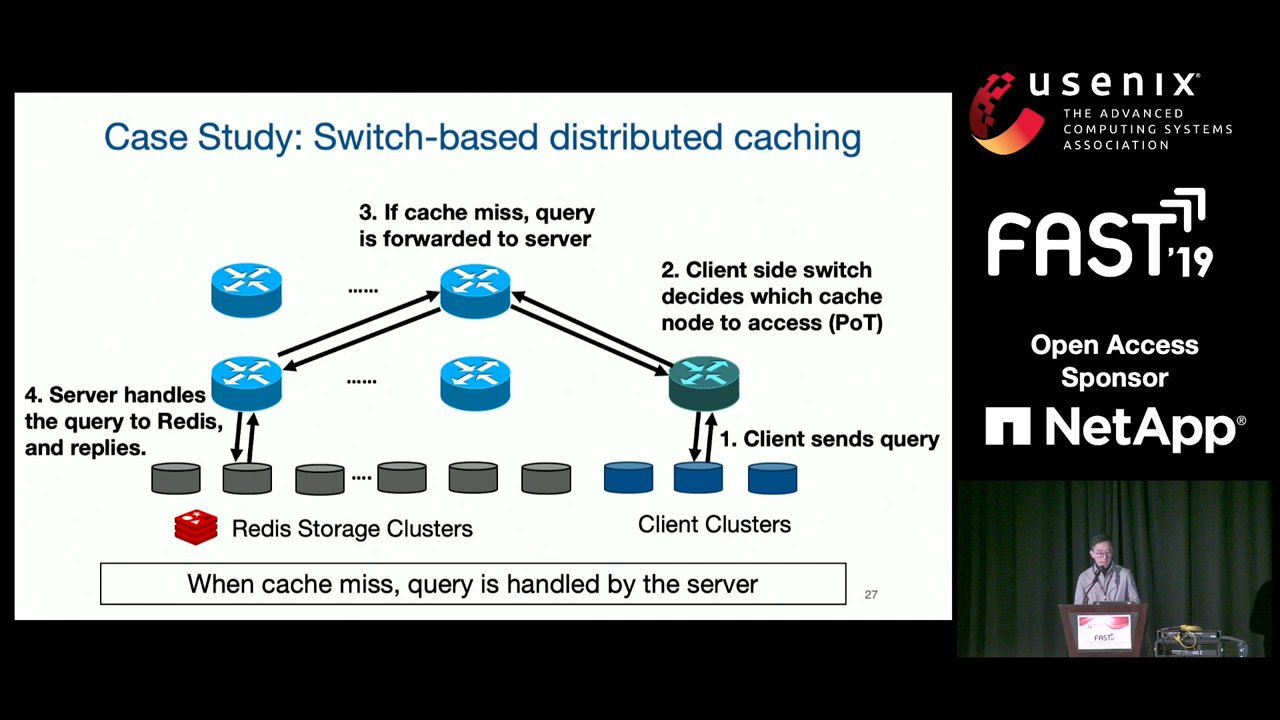 Case Study: Switch-based distributed caching
3. If cache miss, query
is forwarded to server
2. Client side switch
decides which cache
node to access (PoT)
......
......
4. Server handles
the query to Redis,
and replies.
1. Client sends query
....
Redis Storage Clusters
Client Clusters
When cache miss, query is handled by the server
27
usenix®
THE ADVANCED
COMPUTING SYSTEMS
ASSOCIATION
FAST '19
Open Access
Sponsor
NetApp®
FAST